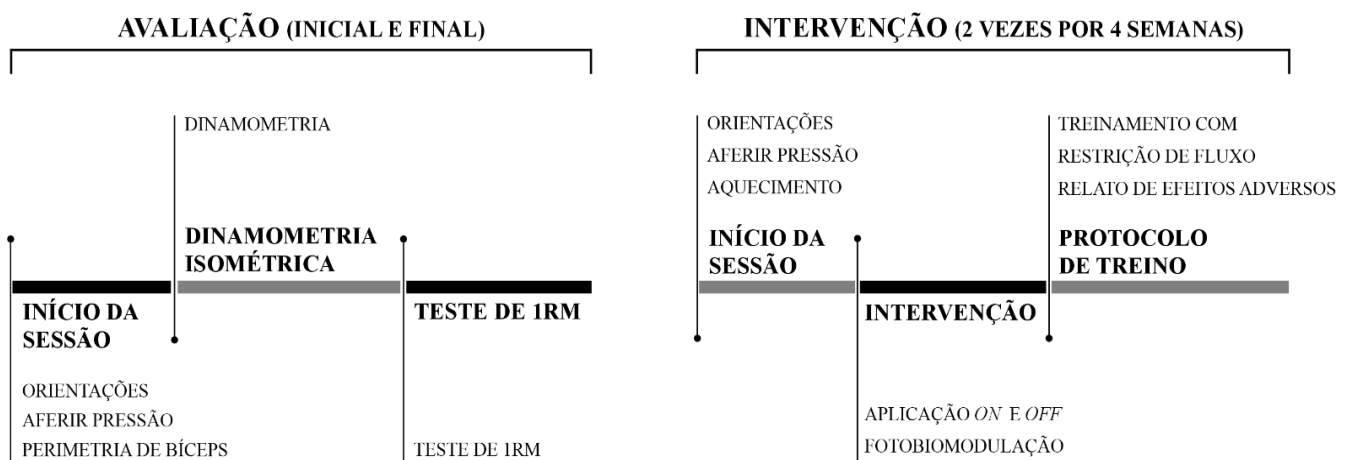 AVALIAÇÃO (INICIAL E FINAL)
DINAMOMETRIA
DINAMOMETRIA
ISOMÉTRICA
INÍCIO DA
SESSÃO
TESTE DE 1RM
ORIENTAÇÕES
AFERIR PRESSÃO
PERIMETRIA DE BÍCEPS
TESTE DE 1RM
INTERVENÇÃO (2 VEZES POR 4 SEMANAS)
ORIENTAÇÕES
AFERIR PRESSÃO
AQUECIMENTO
TREINAMENTO COM
RESTRIÇÃO DE FLUXO
RELATO DE EFEITOS ADVERSOS
INÍCIO DA
SESSÃO
PROTOCOLO
DE TREINO
INTERVENÇÃO
APLICAÇÃO ON E OFF
FOTOBIOMODULAÇÃO